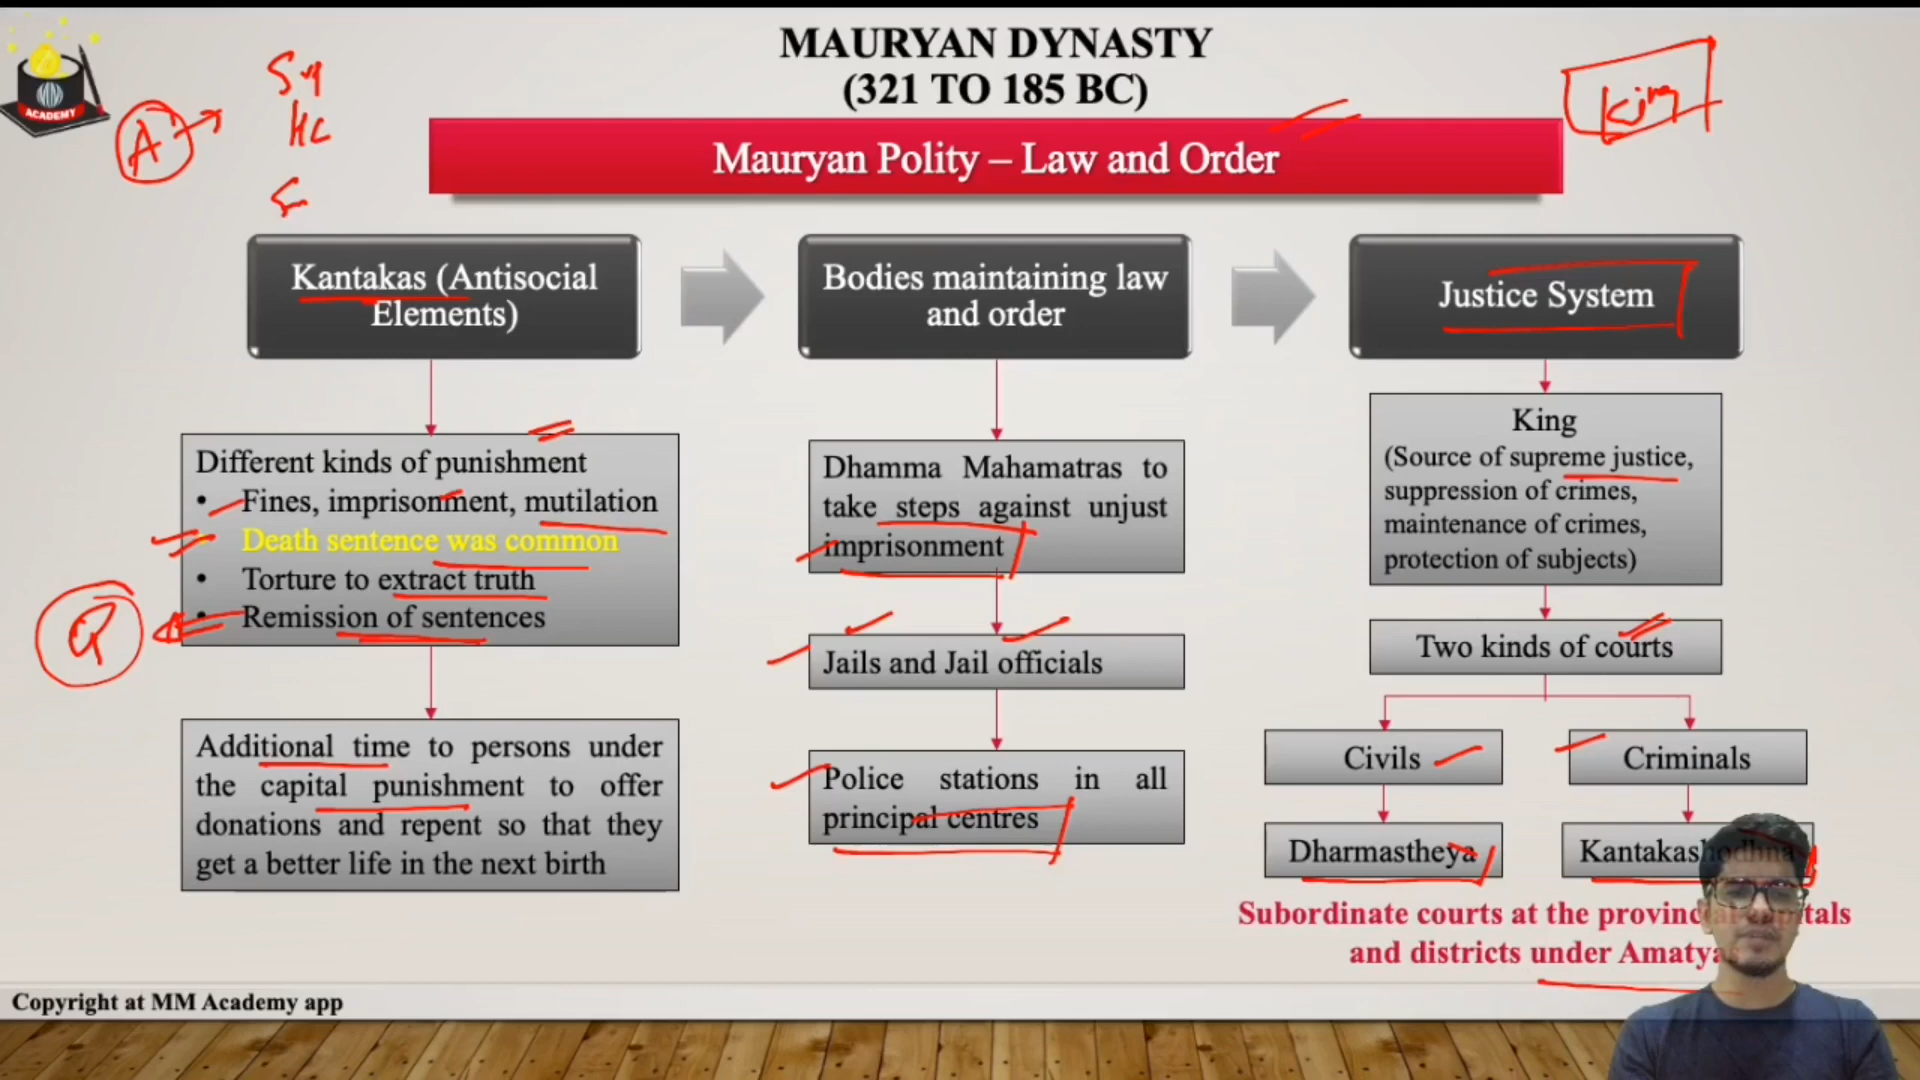 MAURYAN DYNASTY
(321 TO 185 BC)
ACADEMY
A
HC
King
Mauryan Polity – Law and Order
Kantakas (Antisocial
Elements)
Different kinds of punishment
• Fines, imprisonment, mutilation
• Death sentence was common
• Torture to extract truth
• Remission of sentences
Additional time to persons under
the capital punishment to offer
donations and repent so that they
get a better life in the next birth
Bodies maintaining law
and order
Dhamma Mahamatras to
take steps against unjust
imprisonment
Jails and Jail officials
Police stations in all
principal centres
Justice System
King
(Source of supreme justice,
suppression of crimes,
maintenance of crimes,
protection of subjects)
Two kinds of courts
Civils
Criminals
Dharmastheya
Kantakashodhna
Subordinate courts at the provincial capitals
and districts under Amatyas
Copyright at MM Academy app